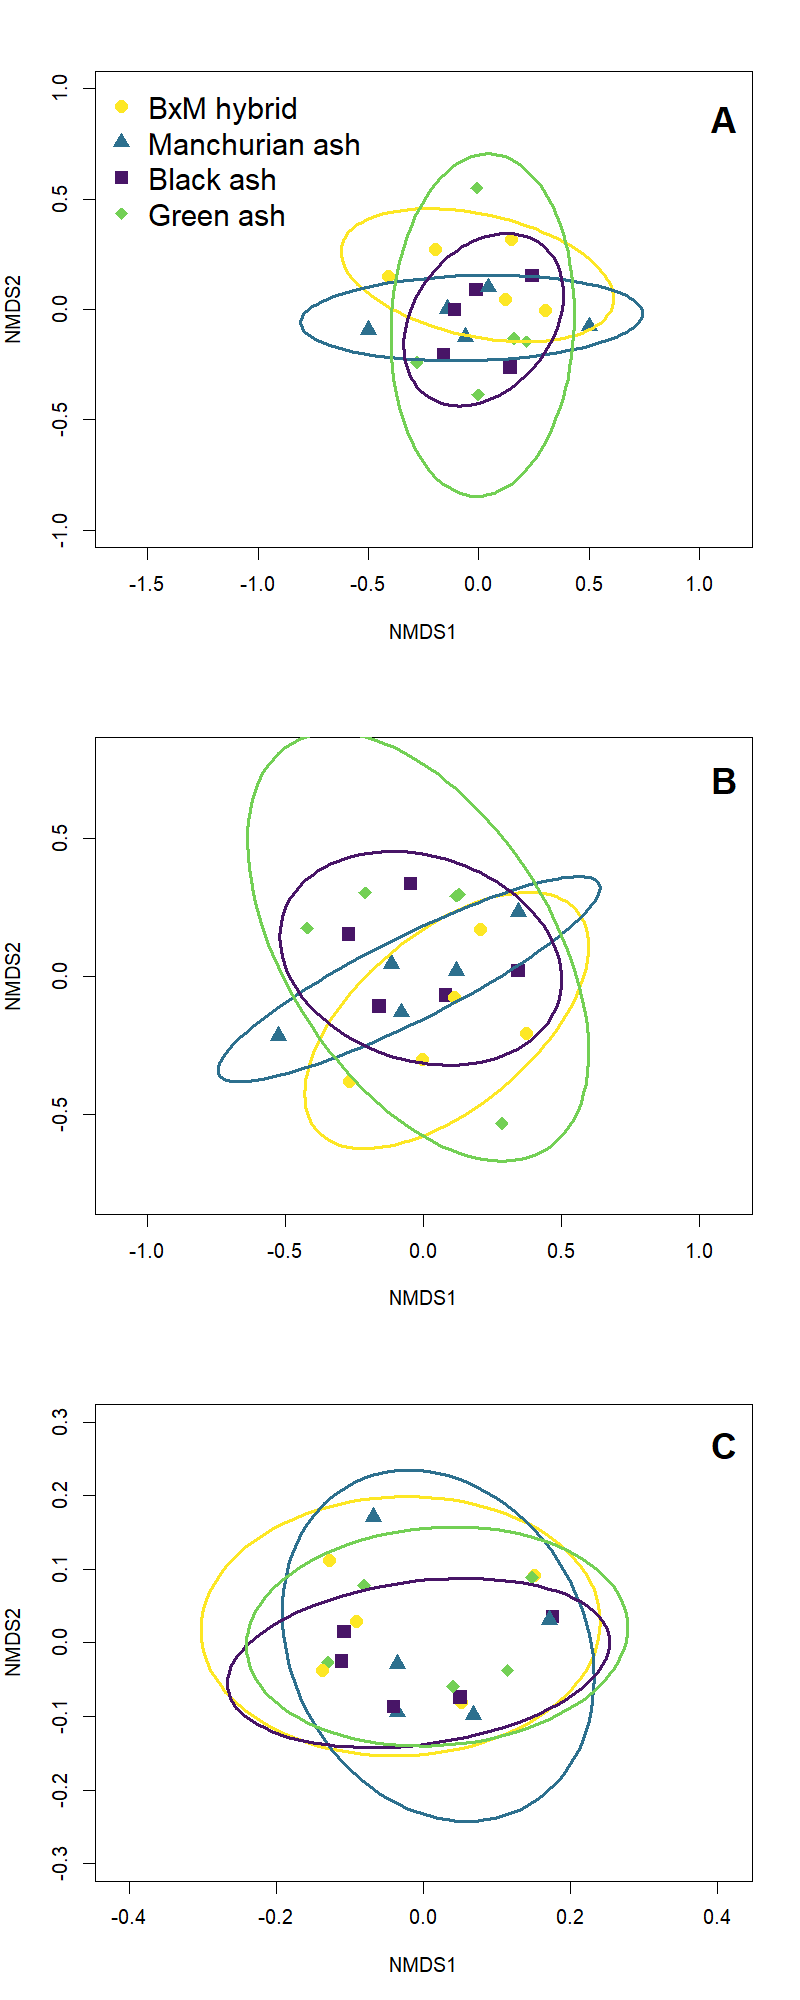 A
BxM hybrid
Manchurian ash
Black ash
Green ash
1.0
0.5
0.0
-0.5
-1.0
NMDS2
-1.5 -1.0 -0.5 0.0 0.5 1.0
NMDS1
B
0.5
0.0
-0.5
NMDS2
-1.0 -0.5 0.0 0.5 1.0
NMDS1
C
0.3
0.2
0.1
0.0
-0.1
-0.2
-0.3
NMDS2
-0.4 -0.2 0.0 0.2 0.4
NMDS1